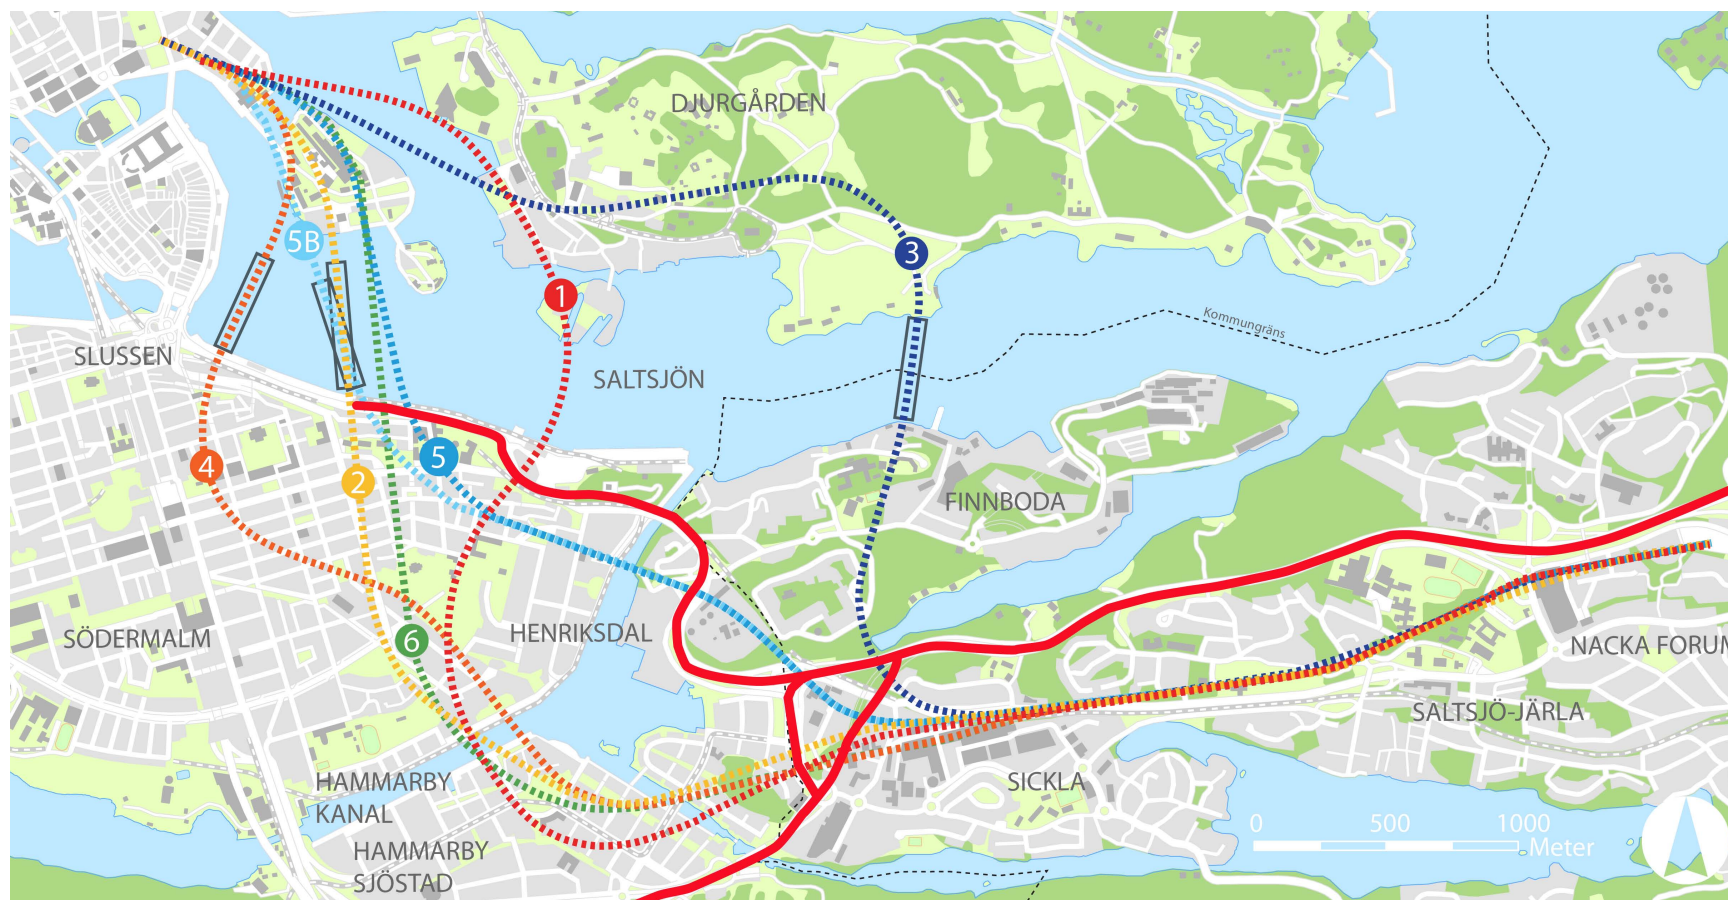 DJURGÅRDEN
5B
3
1
Kommungräns
SLUSSEN
SALTSJÖN
5
4
2
FINNBODA
6
HENRIKSDAL
SÖDERMALM
NACKA FORUM
SALTSJÖ-JÄRLA
HAMMARBY
KANAL
SICKLA
0 500 1000
Meter
HAMMARBY
SJÖSTAD